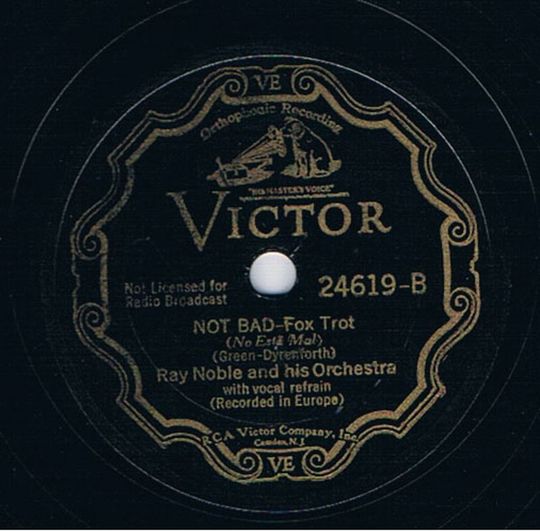 VE
Orthophonic Recording
"HIS MASTER'S VOICE"
VICTOR
Not Licensed for
Radio Broadcast
24619-B
NOT BAD-Fox Trot
(No Está Mal)
(Green-Dyrenforth)
Ray Noble and his Orchestra
with vocal refrain
(Recorded in Europe)
RCA Victor Company, Inc.
Camden, N.J.
VE